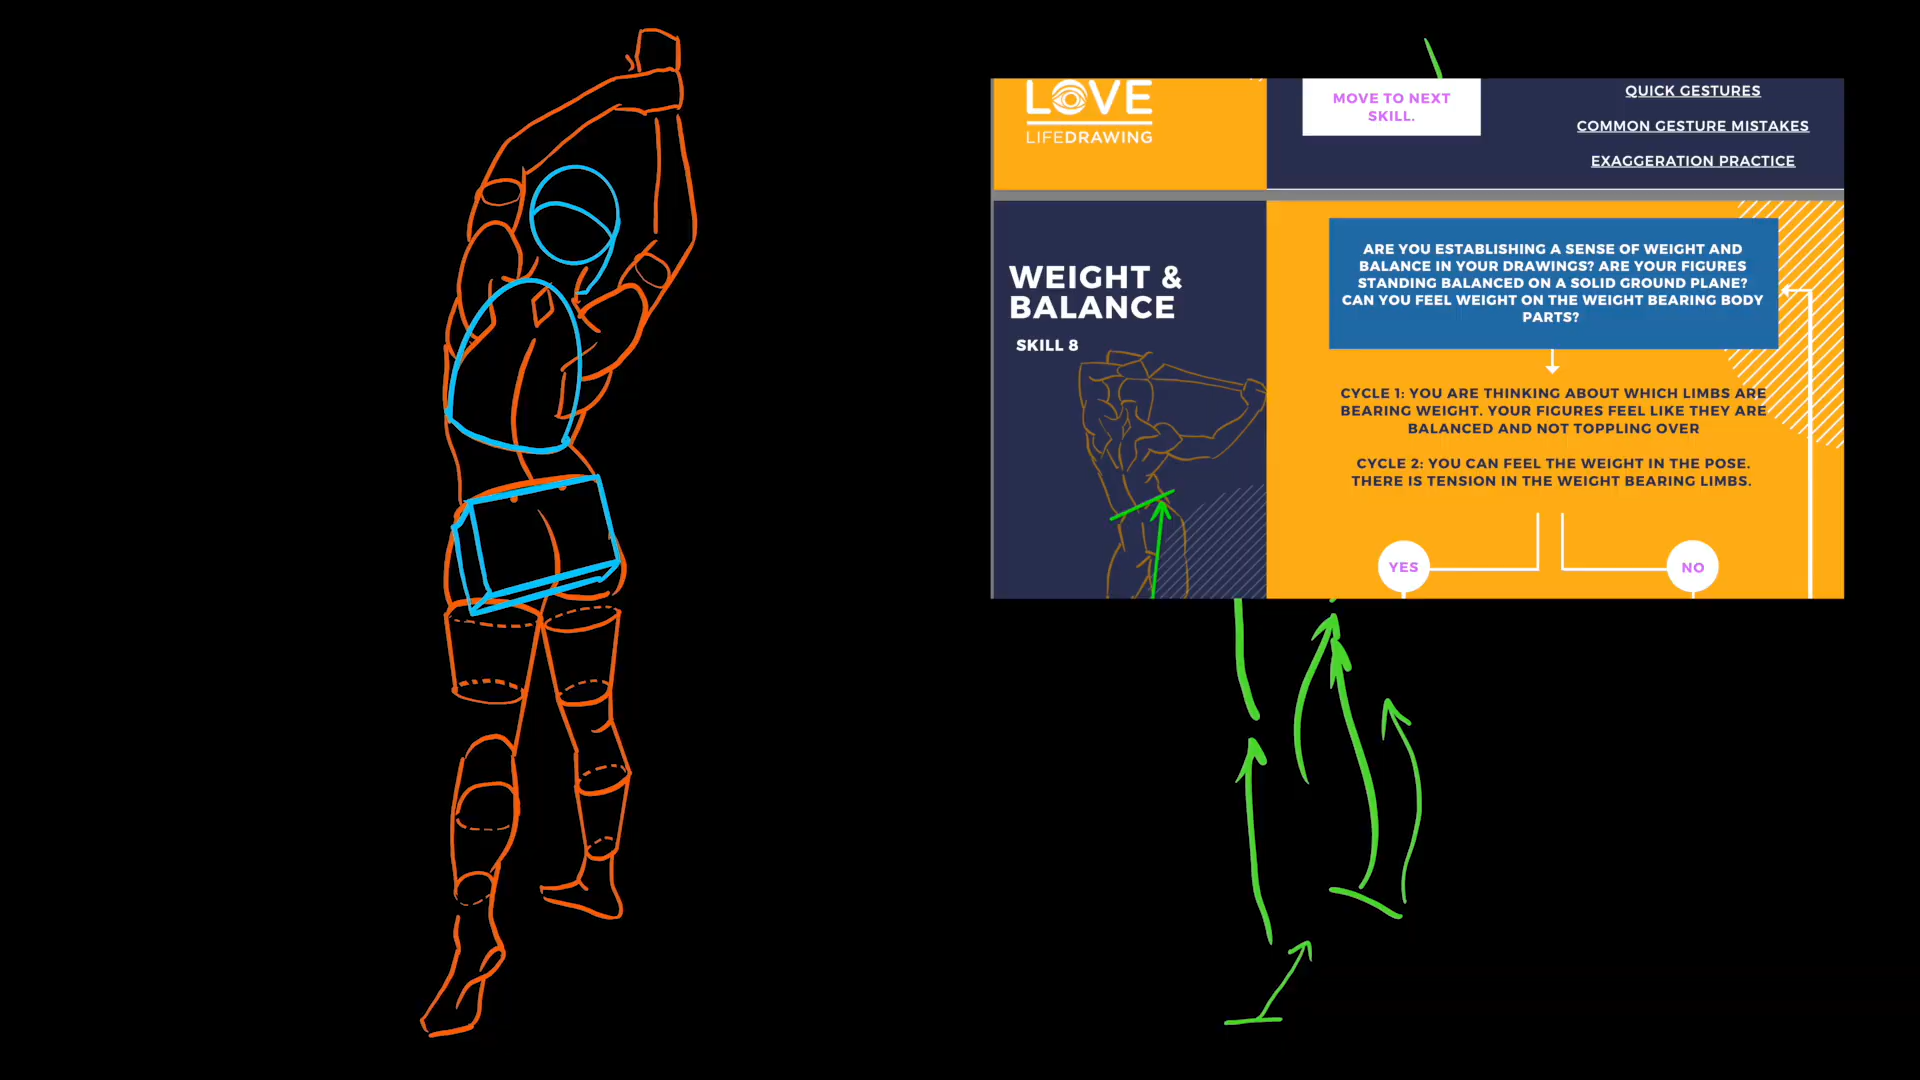 LOVE
LIFEDRAWING
MOVE TO NEXT
SKILL.
QUICK GESTURES
COMMON GESTURE MISTAKES
EXAGGERATION PRACTICE
WEIGHT &
BALANCE
SKILL 8
ARE YOU ESTABLISHING A SENSE OF WEIGHT AND
BALANCE IN YOUR DRAWINGS? ARE YOUR FIGURES
STANDING BALANCED ON A SOLID GROUND PLANE?
CAN YOU FEEL WEIGHT ON THE WEIGHT BEARING BODY
PARTS?
CYCLE 1: YOU ARE THINKING ABOUT WHICH LIMBS ARE
BEARING WEIGHT. YOUR FIGURES FEEL LIKE THEY ARE
BALANCED AND NOT TOPPLING OVER
CYCLE 2: YOU CAN FEEL THE WEIGHT IN THE POSE.
THERE IS TENSION IN THE WEIGHT BEARING LIMBS.
YES
NO